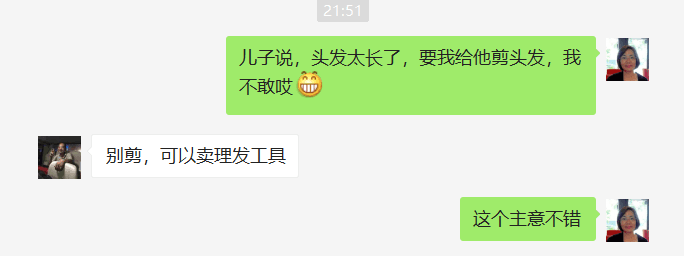 21:51
儿子说，头发太长了，要我给他剪头发，我
不敢哎😁
别剪，可以卖理发工具
这个主意不错